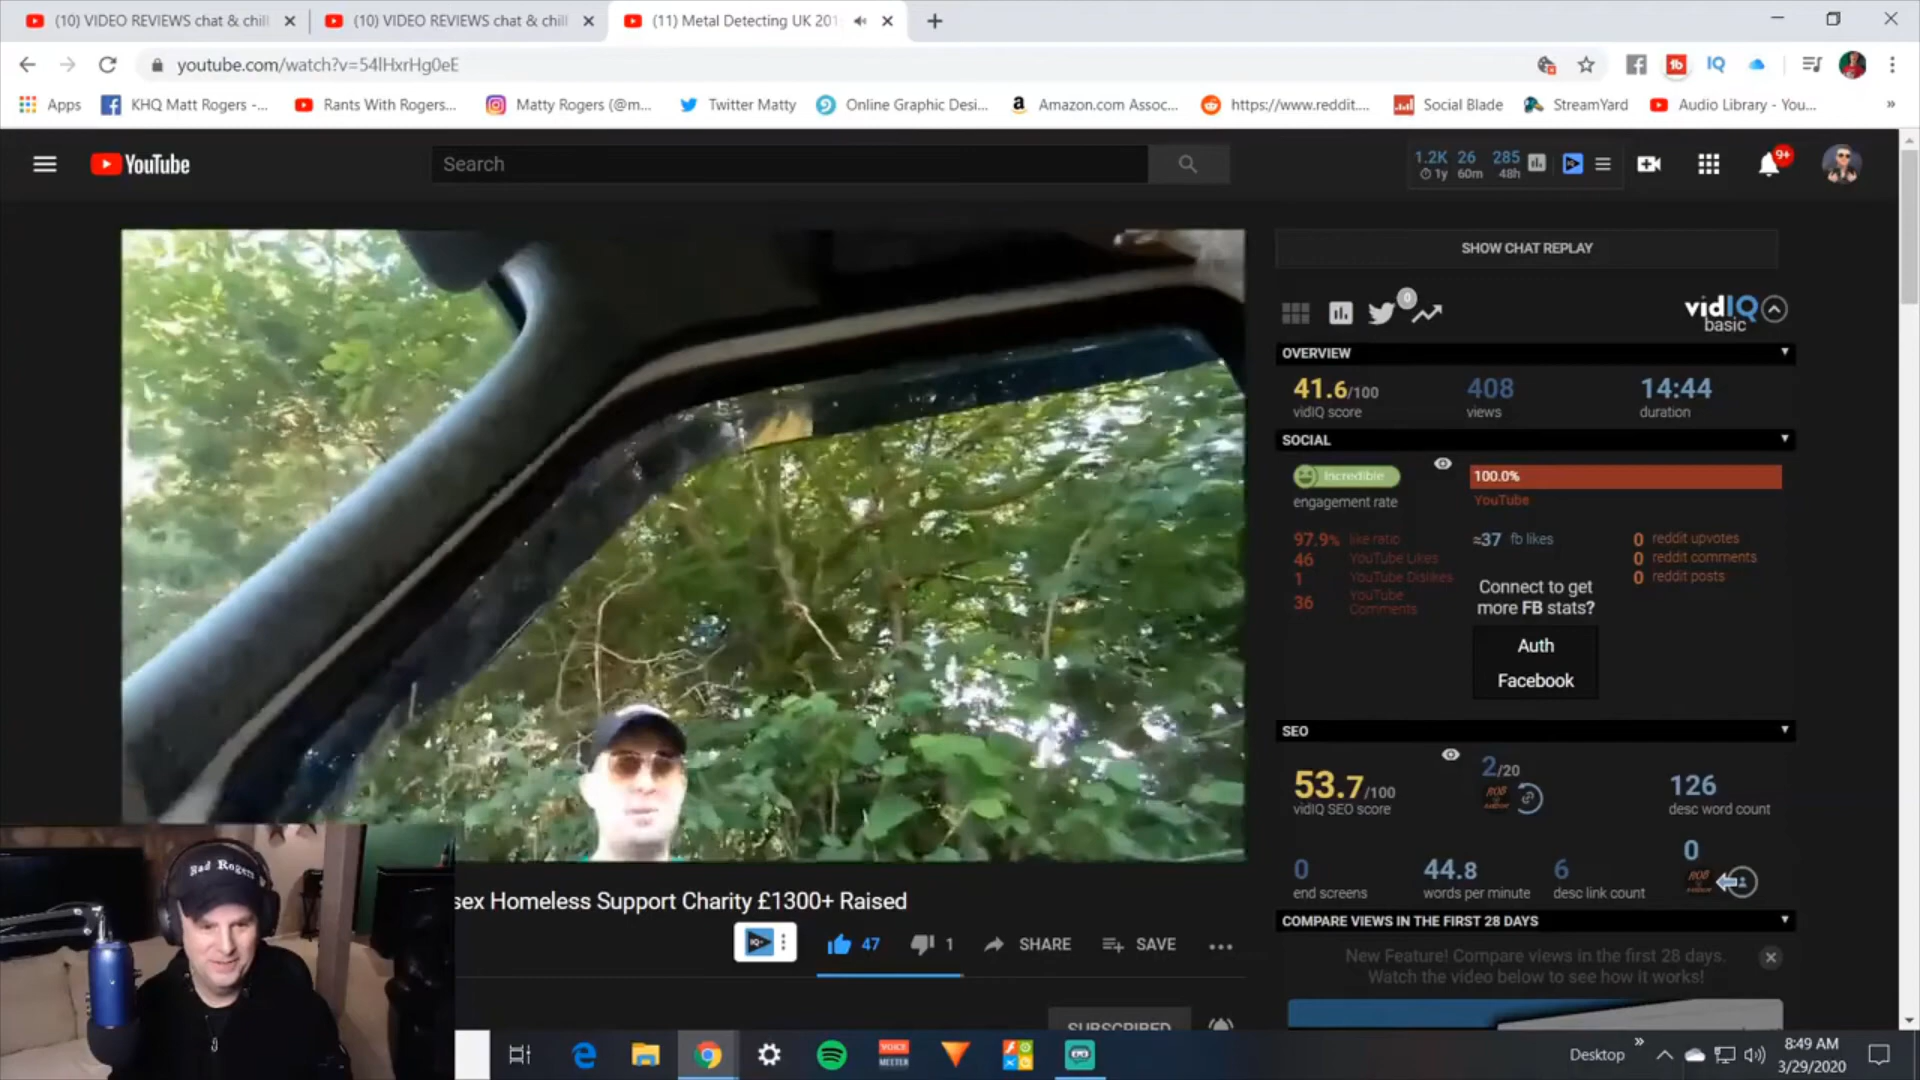 (10) VIDEO REVIEWS chat & chill
(10) VIDEO REVIEWS chat & chill
(11) Metal Detecting UK 201
youtube.com/watch?v=54lHxrHg0eE
Apps
KHQ Matt Rogers -...
Rants With Rogers...
Matty Rogers (@m...
Twitter Matty
Online Graphic Desi...
Amazon.com Assoc...
https://www.reddit....
Social Blade
StreamYard
Audio Library - You...
YouTube
Search
1.2K 26 285
1y 60m 48h
9+
SHOW CHAT REPLAY
0
vidIQ
basic
OVERVIEW
41.6/100
vidIQ score
408
views
14:44
duration
SOCIAL
Incredible
engagement rate
100.0%
YouTube
97.9% like ratio
46 YouTube Likes
1 YouTube Dislikes
36 YouTube Comments
≈37 fb likes
0 reddit upvotes
0 reddit comments
0 reddit posts
Connect to get
more FB stats?
Auth
Facebook
SEO
53.7/100
vidIQ SEO score
2/20
126
desc word count
0
end screens
44.8
words per minute
6
desc link count
0
COMPARE VIEWS IN THE FIRST 28 DAYS
New Feature! Compare views in the first 28 days.
Watch the video below to see how it works!
sex Homeless Support Charity £1300+ Raised
47
1
SHARE
SAVE
SUBSCRIBED
Bad Rogers
VOICE
MEETER
Desktop
8:49 AM
3/29/2020